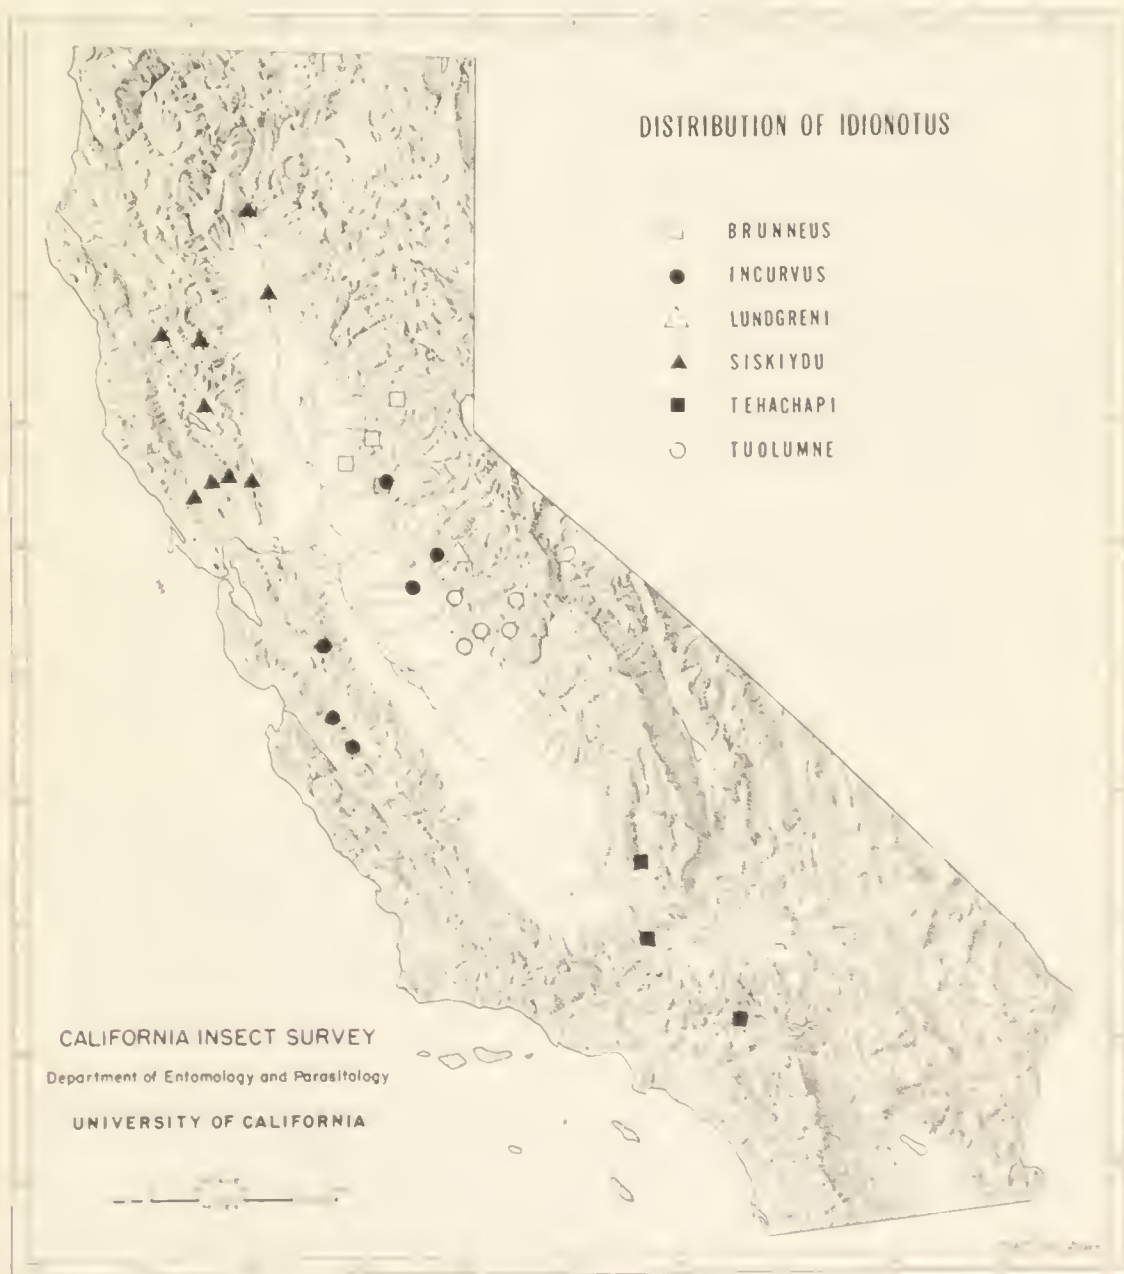 DISTRIBUTION OF IDIONOTUS
BRUNNEUS
INCURVUS
LUNDGRENI
SISKIYOU
TEHACHAPI
TUOLUMNE
CALIFORNIA INSECT SURVEY
Department of Entomology and Parasitology
UNIVERSITY OF CALIFORNIA